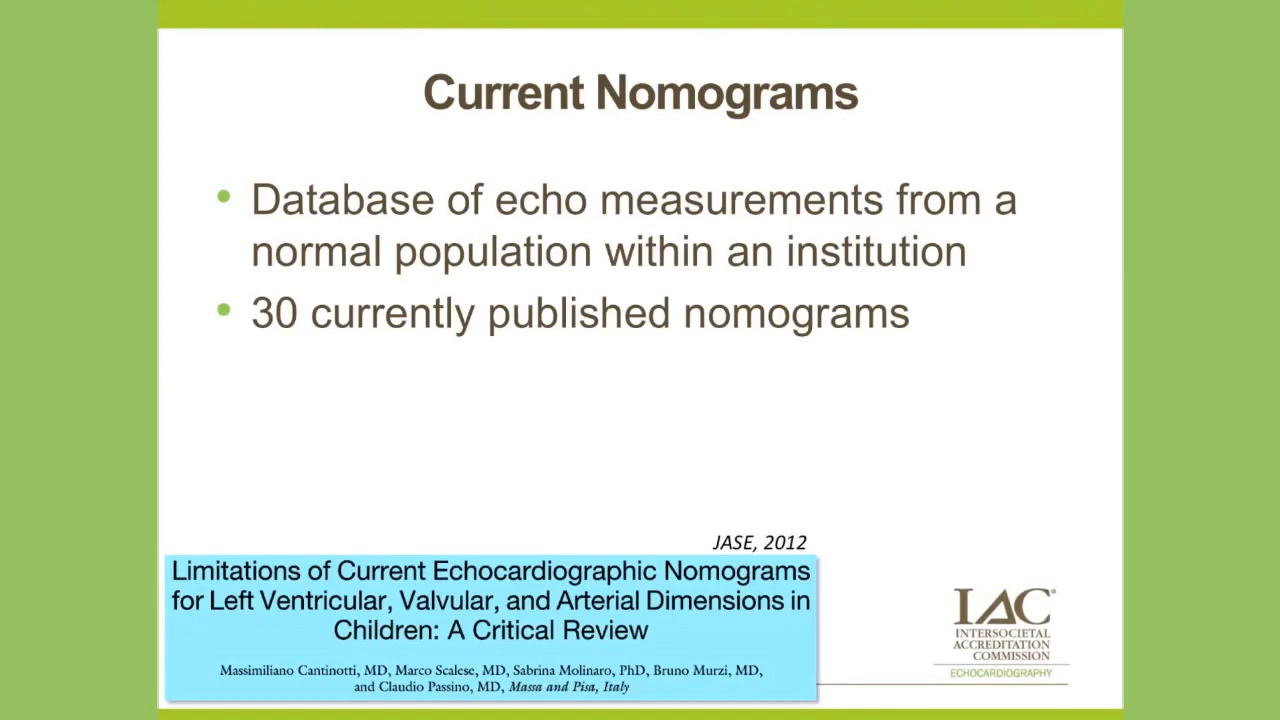 Current Nomograms
• Database of echo measurements from a
normal population within an institution
• 30 currently published nomograms
JASE, 2012
Limitations of Current Echocardiographic Nomograms
for Left Ventricular, Valvular, and Arterial Dimensions in
Children: A Critical Review
Massimiliano Cantinotti, MD, Marco Scalese, MD, Sabrina Molinaro, PhD, Bruno Murzi, MD,
and Claudio Passino, MD, Massa and Pisa, Italy
IAC®
INTERSOCIETAL
ACCREDITATION
COMMISSION
ECHOCARDIOGRAPHY